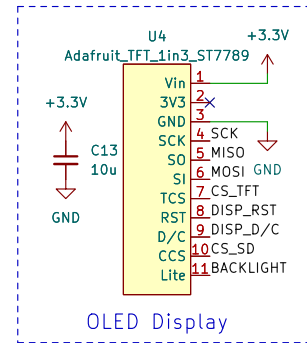 U4
+3.3V
Adafruit_TFT_1in3_ST7789
Vin 1
3V3 2
GND 3
SCK 4 SCK
SO 5 MISO
SI 6 MOSI
TCS 7 CS_TFT
RST 8 DISP_RST
D/C 9 DISP_D/C
CCS 10 CS_SD
Lite 11 BACKLIGHT
+3.3V
C13
10u
GND
GND
OLED Display